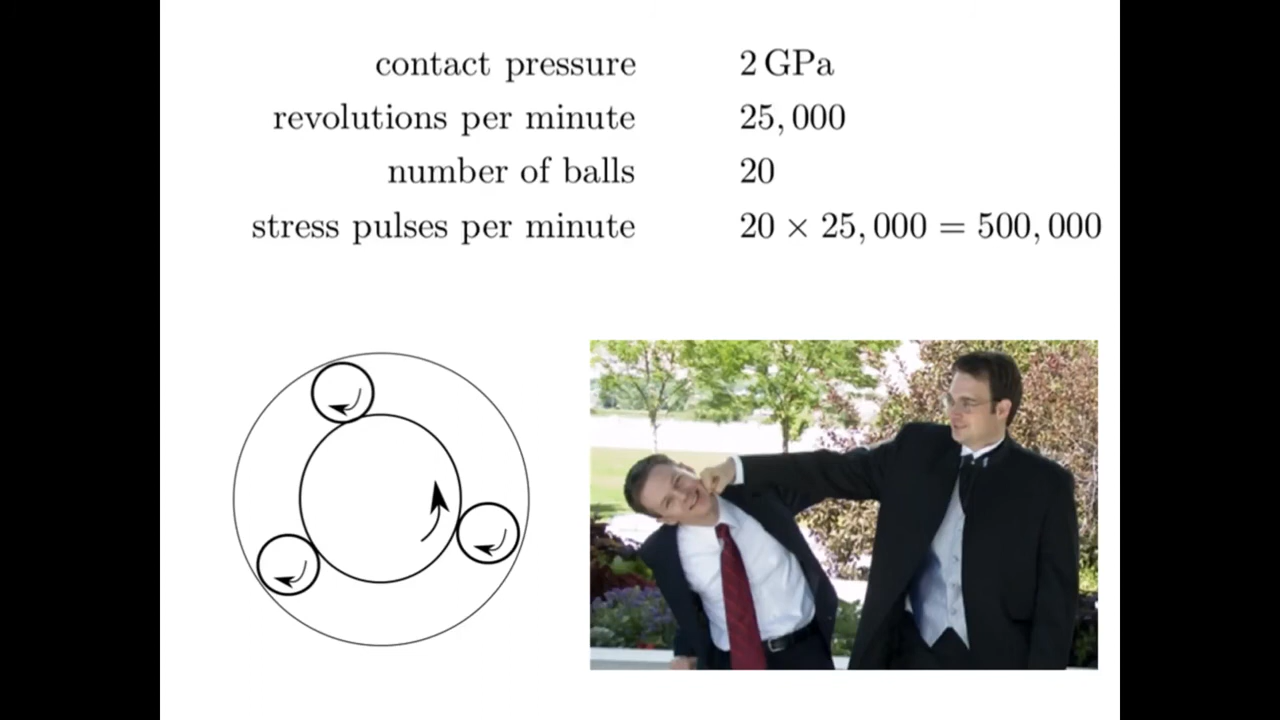 contact pressure 2 GPa
revolutions per minute 25,000
number of balls 20
stress pulses per minute 20 × 25,000 = 500,000